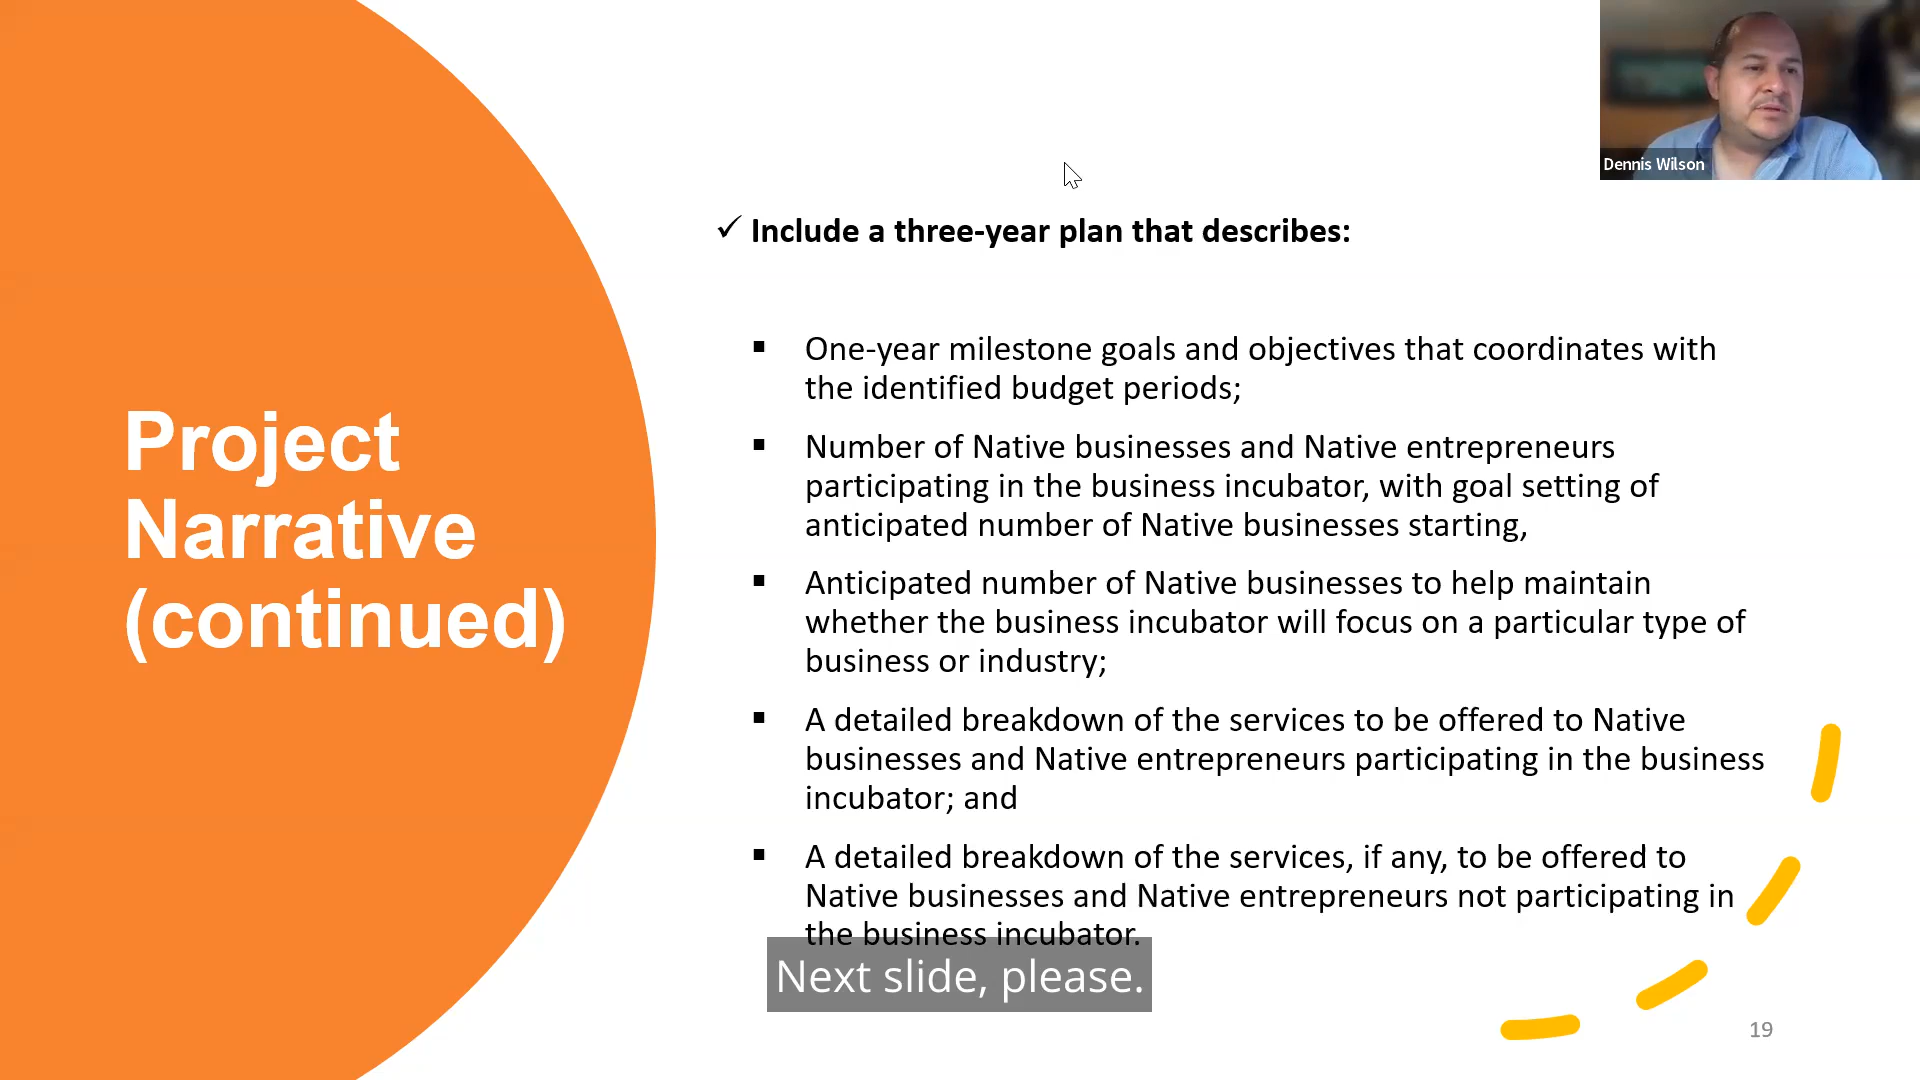 Dennis Wilson
Project
Narrative
(continued)
✓ Include a three-year plan that describes:
▪ One-year milestone goals and objectives that coordinates with
the identified budget periods;
▪ Number of Native businesses and Native entrepreneurs
participating in the business incubator, with goal setting of
anticipated number of Native businesses starting,
▪ Anticipated number of Native businesses to help maintain
whether the business incubator will focus on a particular type of
business or industry;
▪ A detailed breakdown of the services to be offered to Native
businesses and Native entrepreneurs participating in the business
incubator; and
▪ A detailed breakdown of the services, if any, to be offered to
Native businesses and Native entrepreneurs not participating in
the business incubator.
Next slide, please.
19